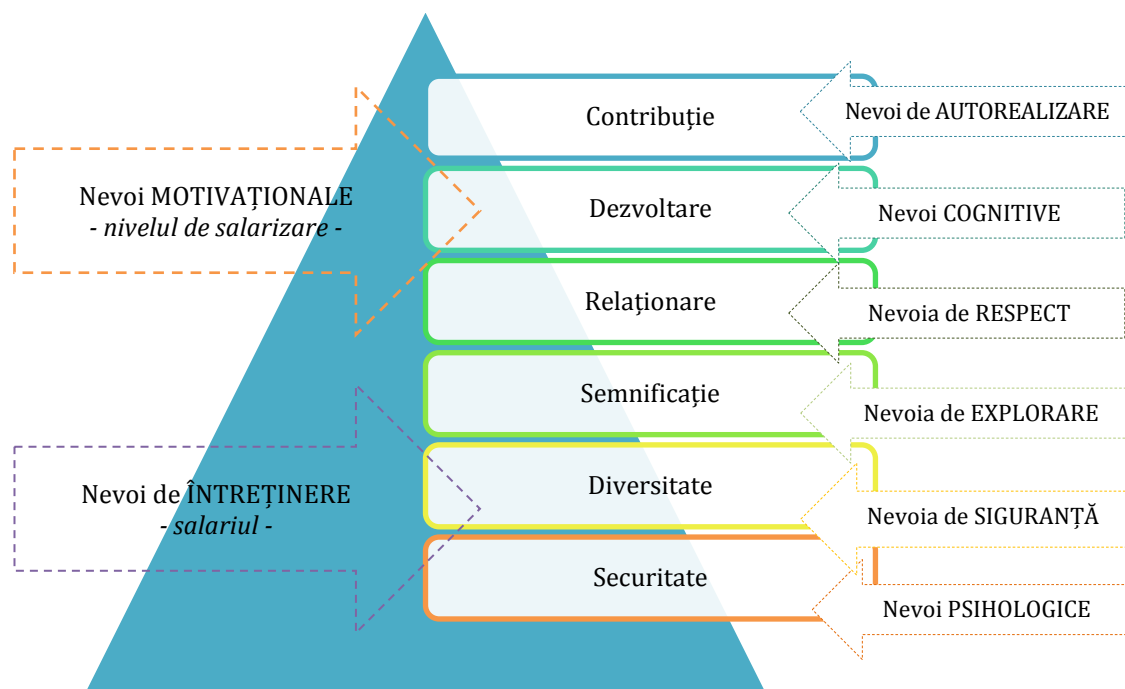 Contribuție
Nevoi de AUTOREALIZARE
Nevoi MOTIVAȚIONALE
- nivelul de salarizare -
Dezvoltare
Nevoi COGNITIVE
Relaționare
Nevoia de RESPECT
Semnificație
Nevoia de EXPLORARE
Nevoi de ÎNTREȚINERE
- salariul -
Diversitate
Nevoia de SIGURANȚĂ
Securitate
Nevoi PSIHOLOGICE